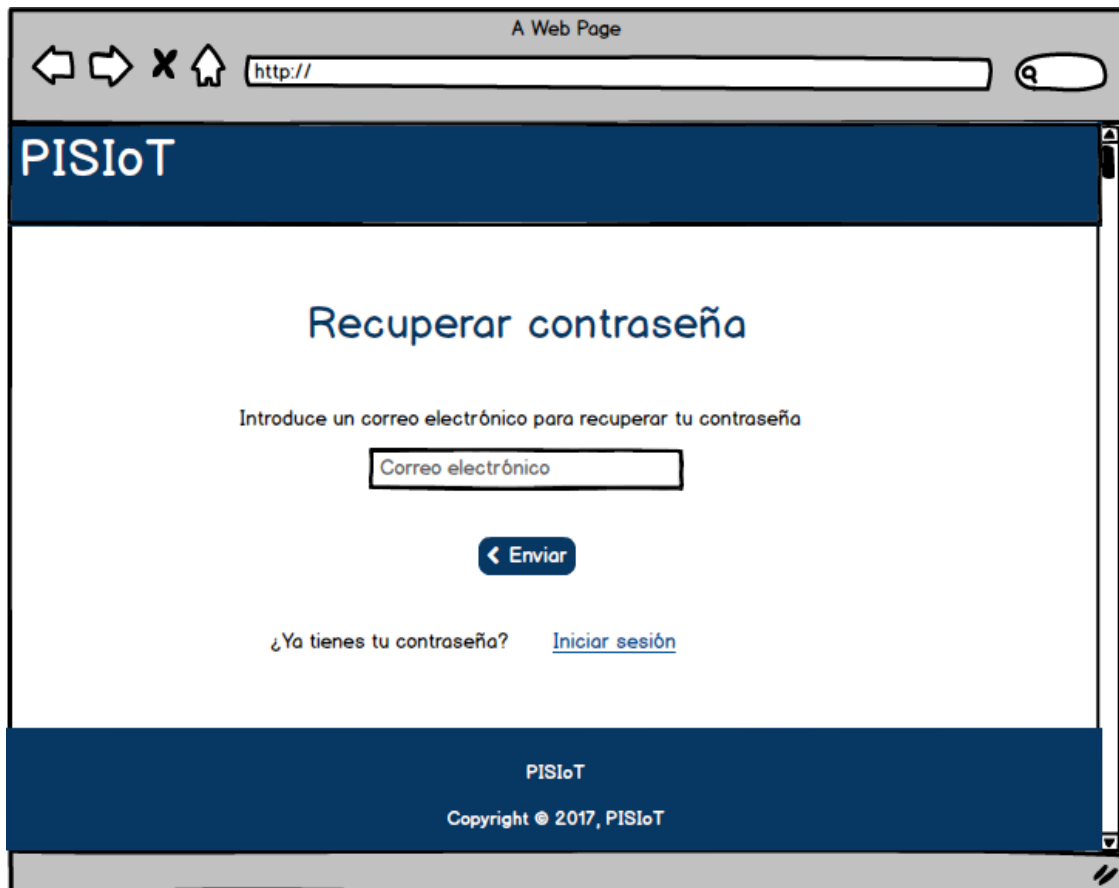 A Web Page
http://
PISIoT
Recuperar contraseña
Introduce un correo electrónico para recuperar tu contraseña
Correo electrónico
Enviar
¿Ya tienes tu contraseña? Iniciar sesión
PISIoT
Copyright © 2017, PISIoT